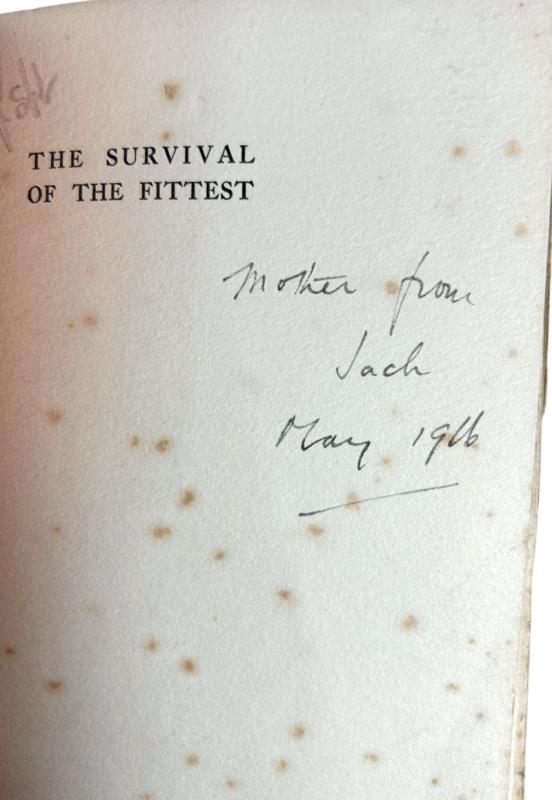 THE SURVIVAL
OF THE FITTEST
Mother from
Jack
May 1916